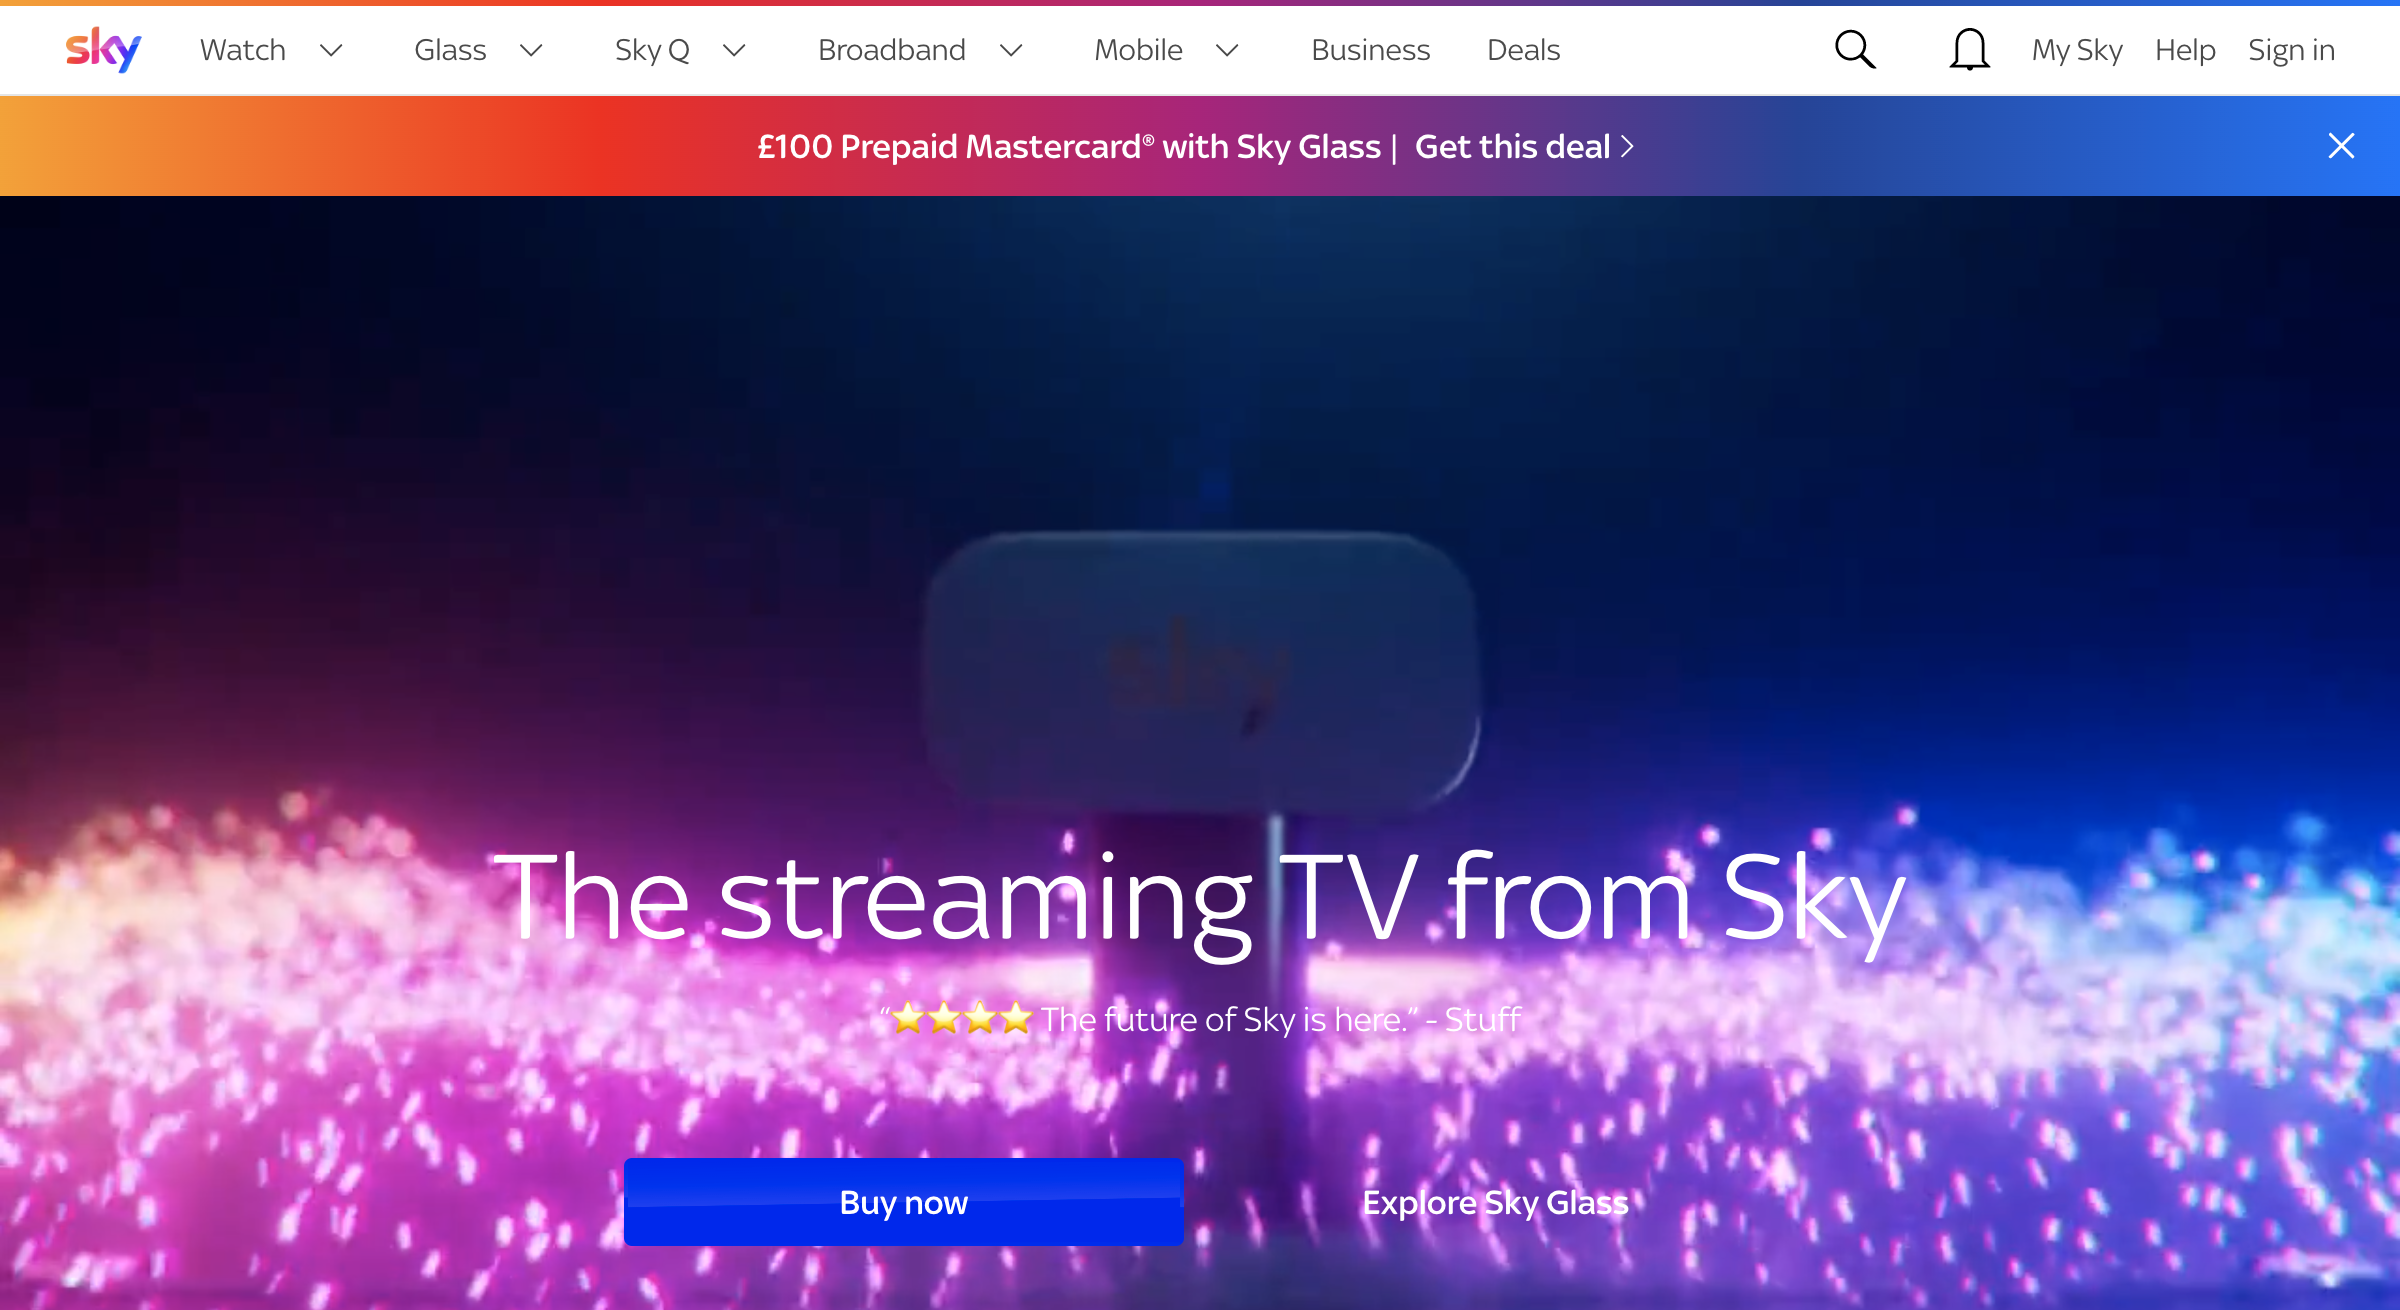 sky
Watch
Glass
Sky Q
Broadband
Mobile
Business
Deals
My Sky
Help
Sign in
£100 Prepaid Mastercard® with Sky Glass | Get this deal
sky
The streaming TV from Sky
“⭐⭐⭐⭐ The future of Sky is here.” - Stuff
Buy now
Explore Sky Glass